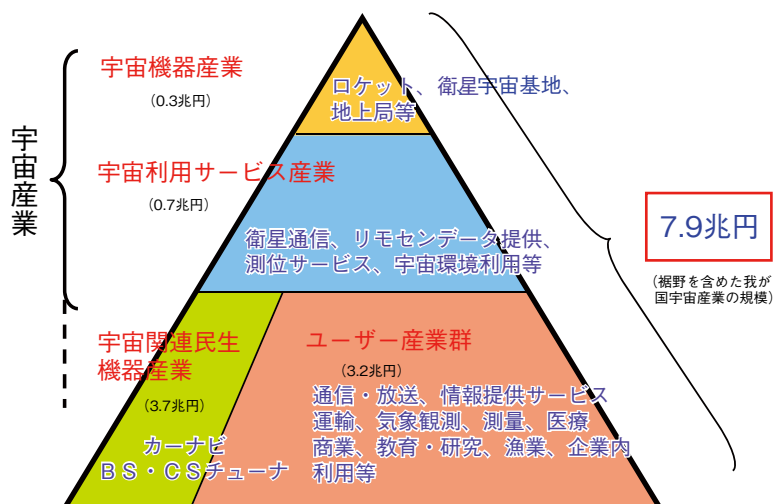 宇宙産業
宇宙機器産業
（0.3兆円）
ロケット、衛星宇宙基地、
地上局等
宇宙利用サービス産業
（0.7兆円）
衛星通信、リモセンデータ提供、
測位サービス、宇宙環境利用等
宇宙関連民生
機器産業
（3.7兆円）
カーナビ
ＢＳ・ＣＳチューナ
ユーザー産業群
（3.2兆円）
通信・放送、情報提供サービス
運輸、気象観測、測量、医療
商業、教育・研究、漁業、企業内
利用等
7.9兆円
（裾野を含めた我が
国宇宙産業の規模）